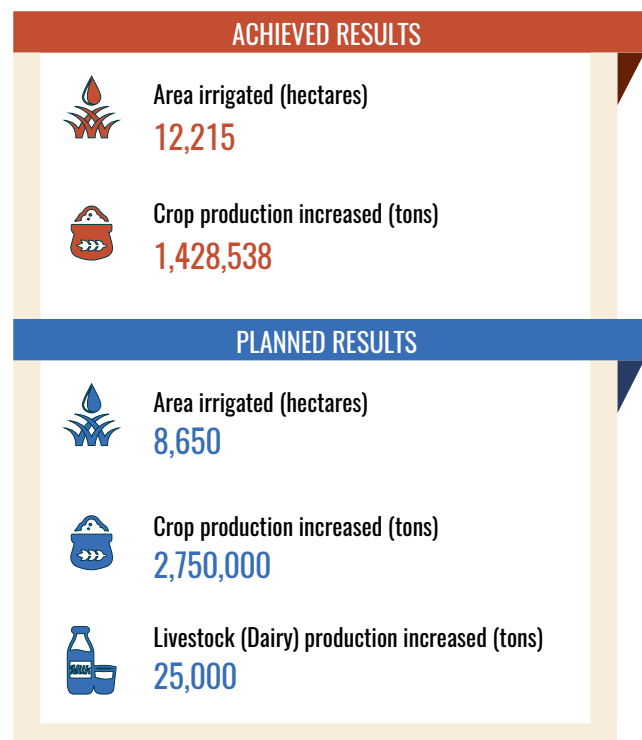 ACHIEVED RESULTS
Area irrigated (hectares)
12,215
Crop production increased (tons)
1,428,538
PLANNED RESULTS
Area irrigated (hectares)
8,650
Crop production increased (tons)
2,750,000
Livestock (Dairy) production increased (tons)
MILK
25,000